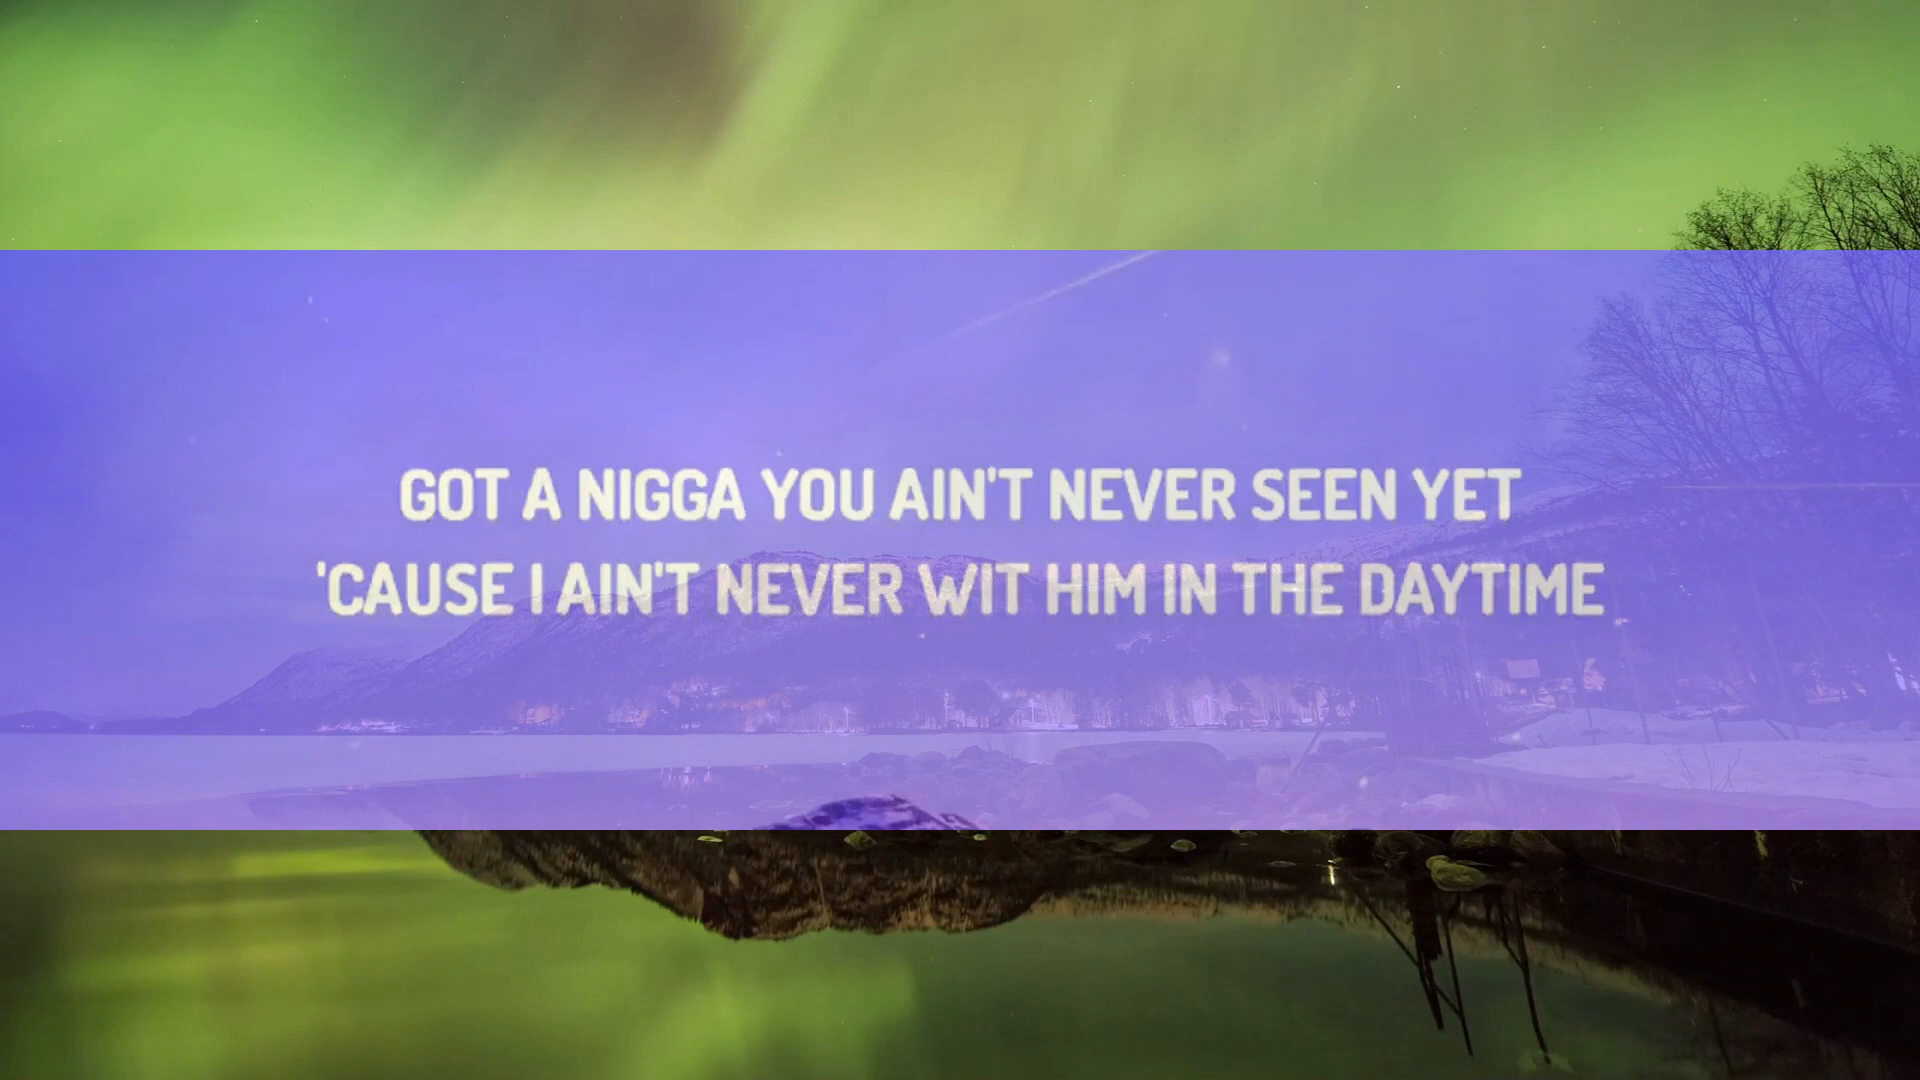 GOT A NIGGA YOU AIN'T NEVER SEEN YET
'CAUSE I AIN'T NEVER WIT HIM IN THE DAYTIME